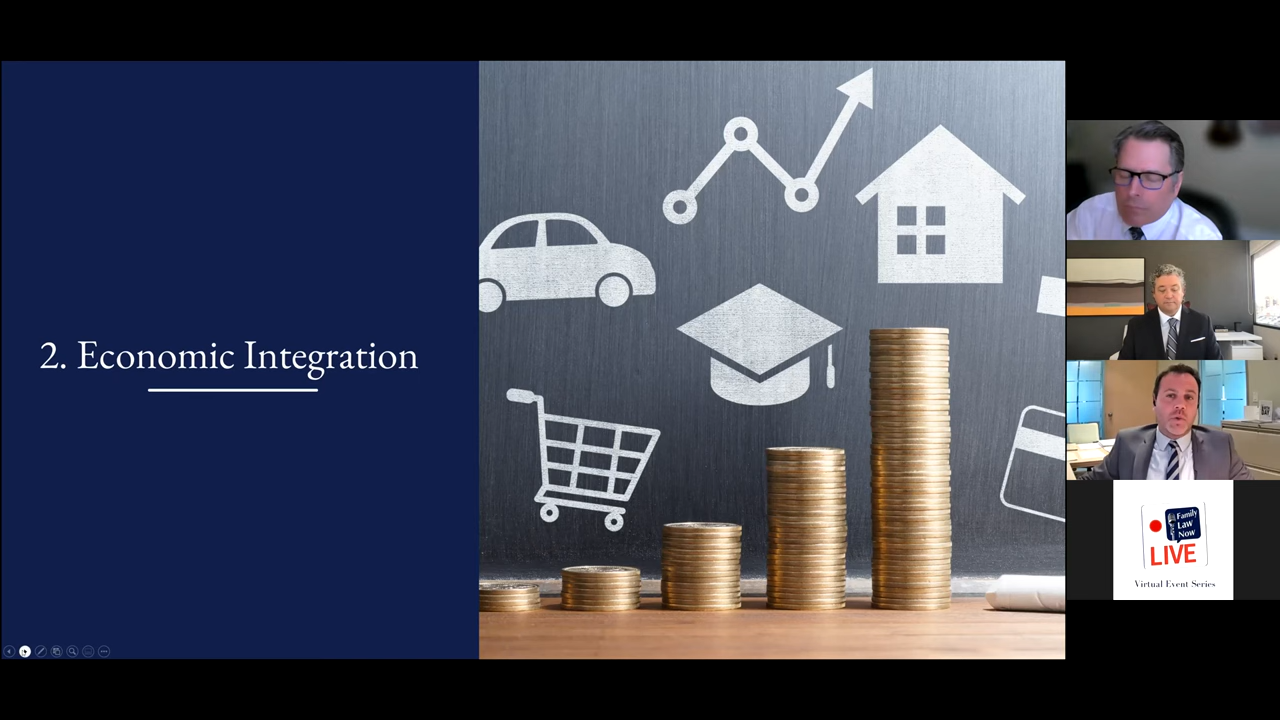 2. Economic Integration
Family
Law
Now
LIVE
Virtual Event Series